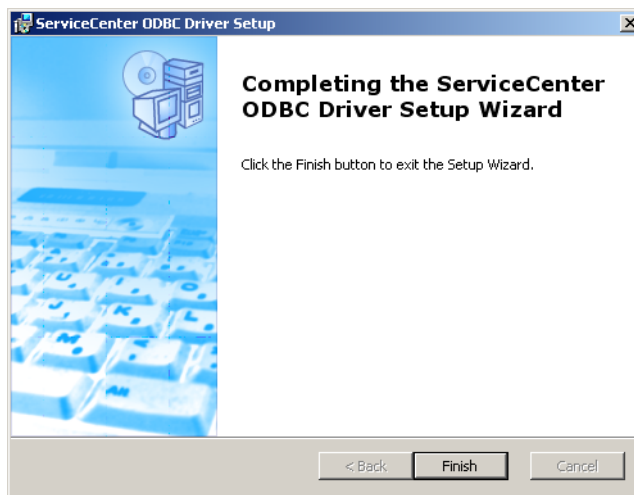 ServiceCenter ODBC Driver Setup
Completing the ServiceCenter
ODBC Driver Setup Wizard
Click the Finish button to exit the Setup Wizard.
< Back Finish Cancel